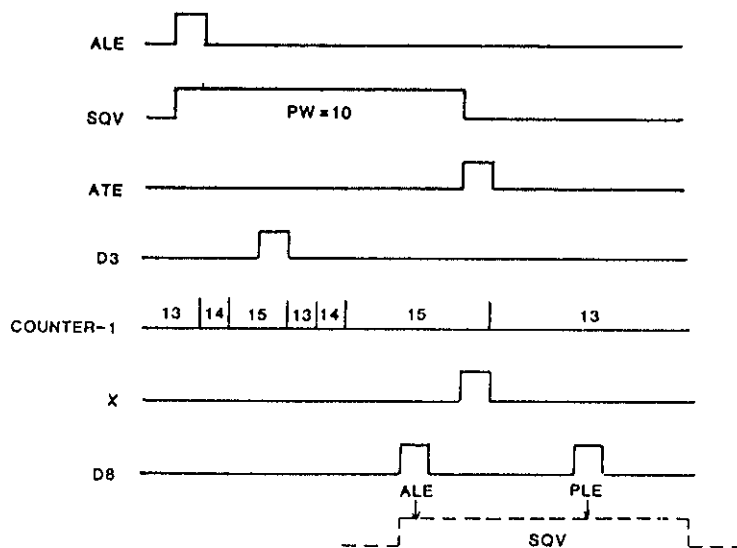 ALE
SQV
PW=10
ATE
D3
COUNTER-1
13 14 15 13 14 15 13
X
D8
ALE PLE
SQV